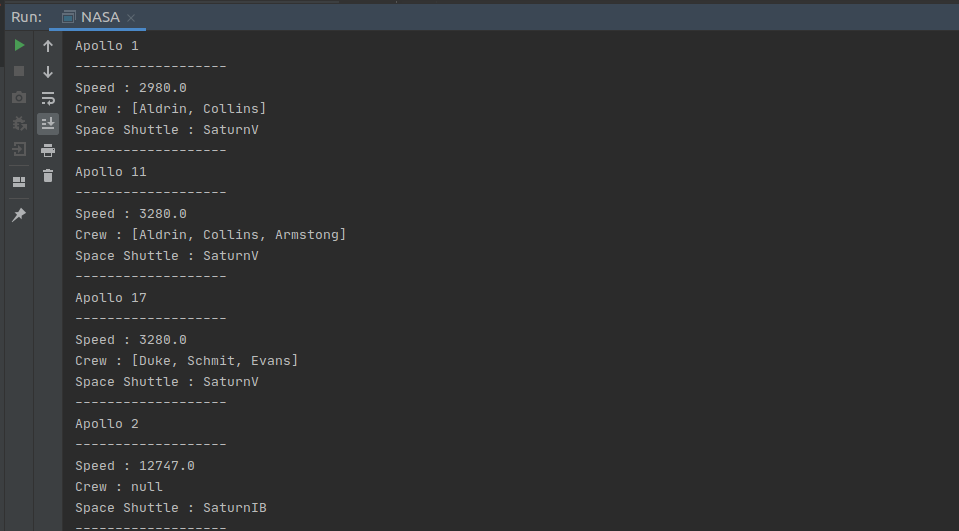 Run: NASA
Apollo 1
-------------------
Speed : 2980.0
Crew : [Aldrin, Collins]
Space Shuttle : SaturnV
-------------------
Apollo 11
-------------------
Speed : 3280.0
Crew : [Aldrin, Collins, Armstong]
Space Shuttle : SaturnV
-------------------
Apollo 17
-------------------
Speed : 3280.0
Crew : [Duke, Schmit, Evans]
Space Shuttle : SaturnV
-------------------
Apollo 2
-------------------
Speed : 12747.0
Crew : null
Space Shuttle : SaturnIB
-------------------